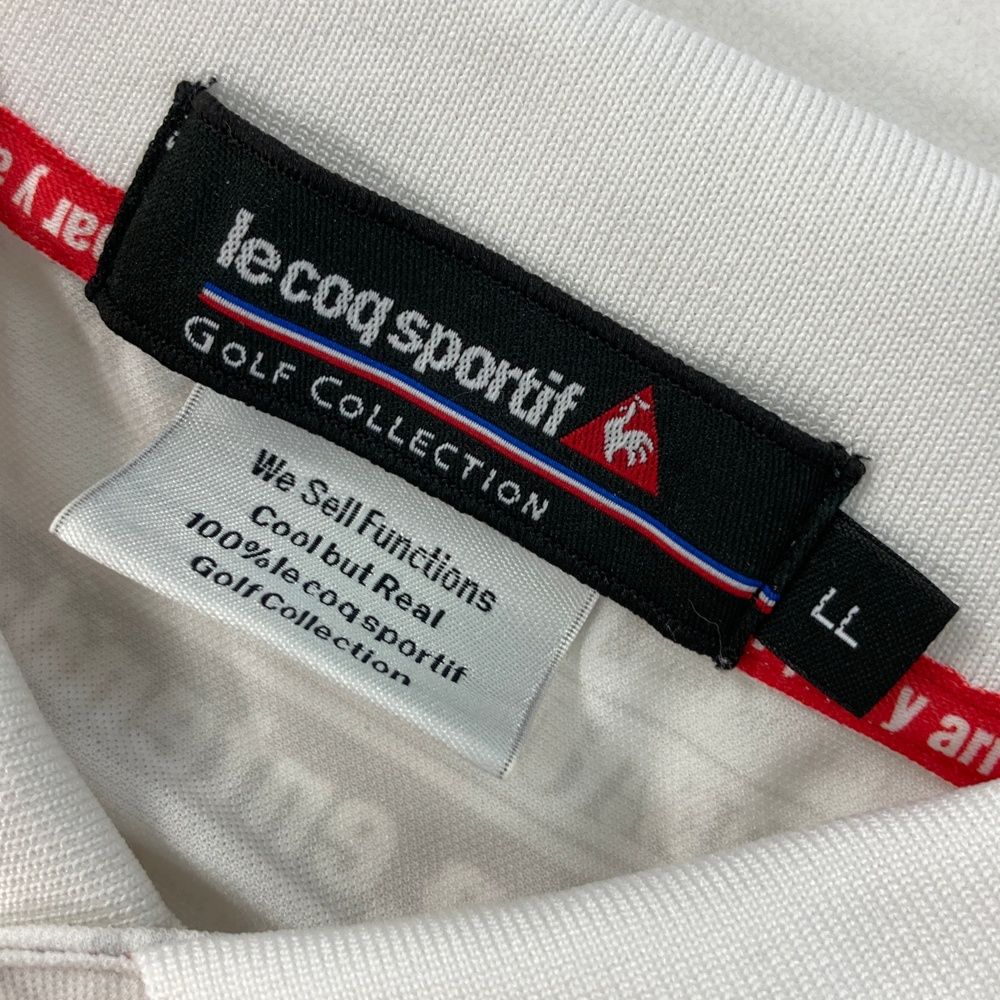 le coq sportif
GOLF COLLECTION
We Sell Functions
Cool but Real
100% le coq sportif
Golf Collection
LL
y
y